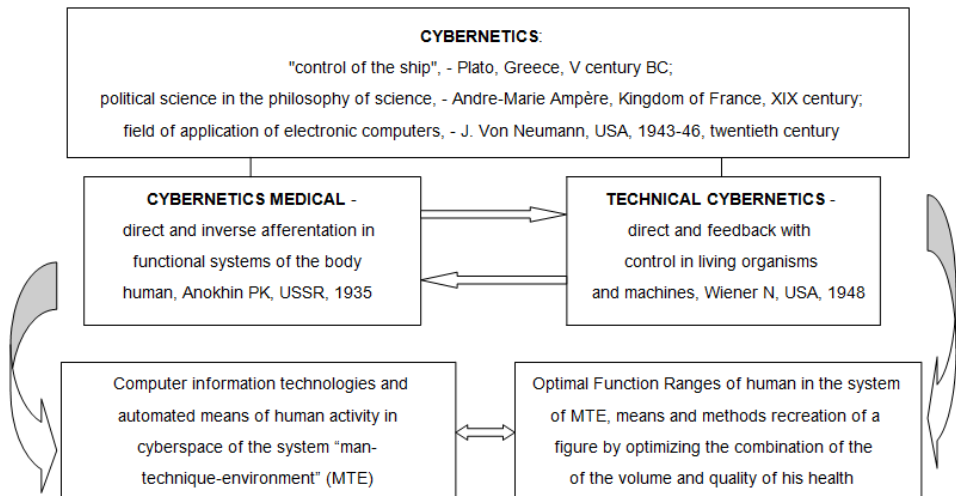 CYBERNETICS:
"control of the ship", - Plato, Greece, V century BC;
political science in the philosophy of science, - Andre-Marie Ampère, Kingdom of France, XIX century;
field of application of electronic computers, - J. Von Neumann, USA, 1943-46, twentieth century
CYBERNETICS MEDICAL -
direct and inverse afferentation in
functional systems of the body
human, Anokhin PK, USSR, 1935
TECHNICAL CYBERNETICS -
direct and feedback with
control in living organisms
and machines, Wiener N, USA, 1948
Computer information technologies and
automated means of human activity in
cyberspace of the system “man-
technique-environment” (MTE)
Optimal Function Ranges of human in the system
of MTE, means and methods recreation of a
figure by optimizing the combination of the
of the volume and quality of his health